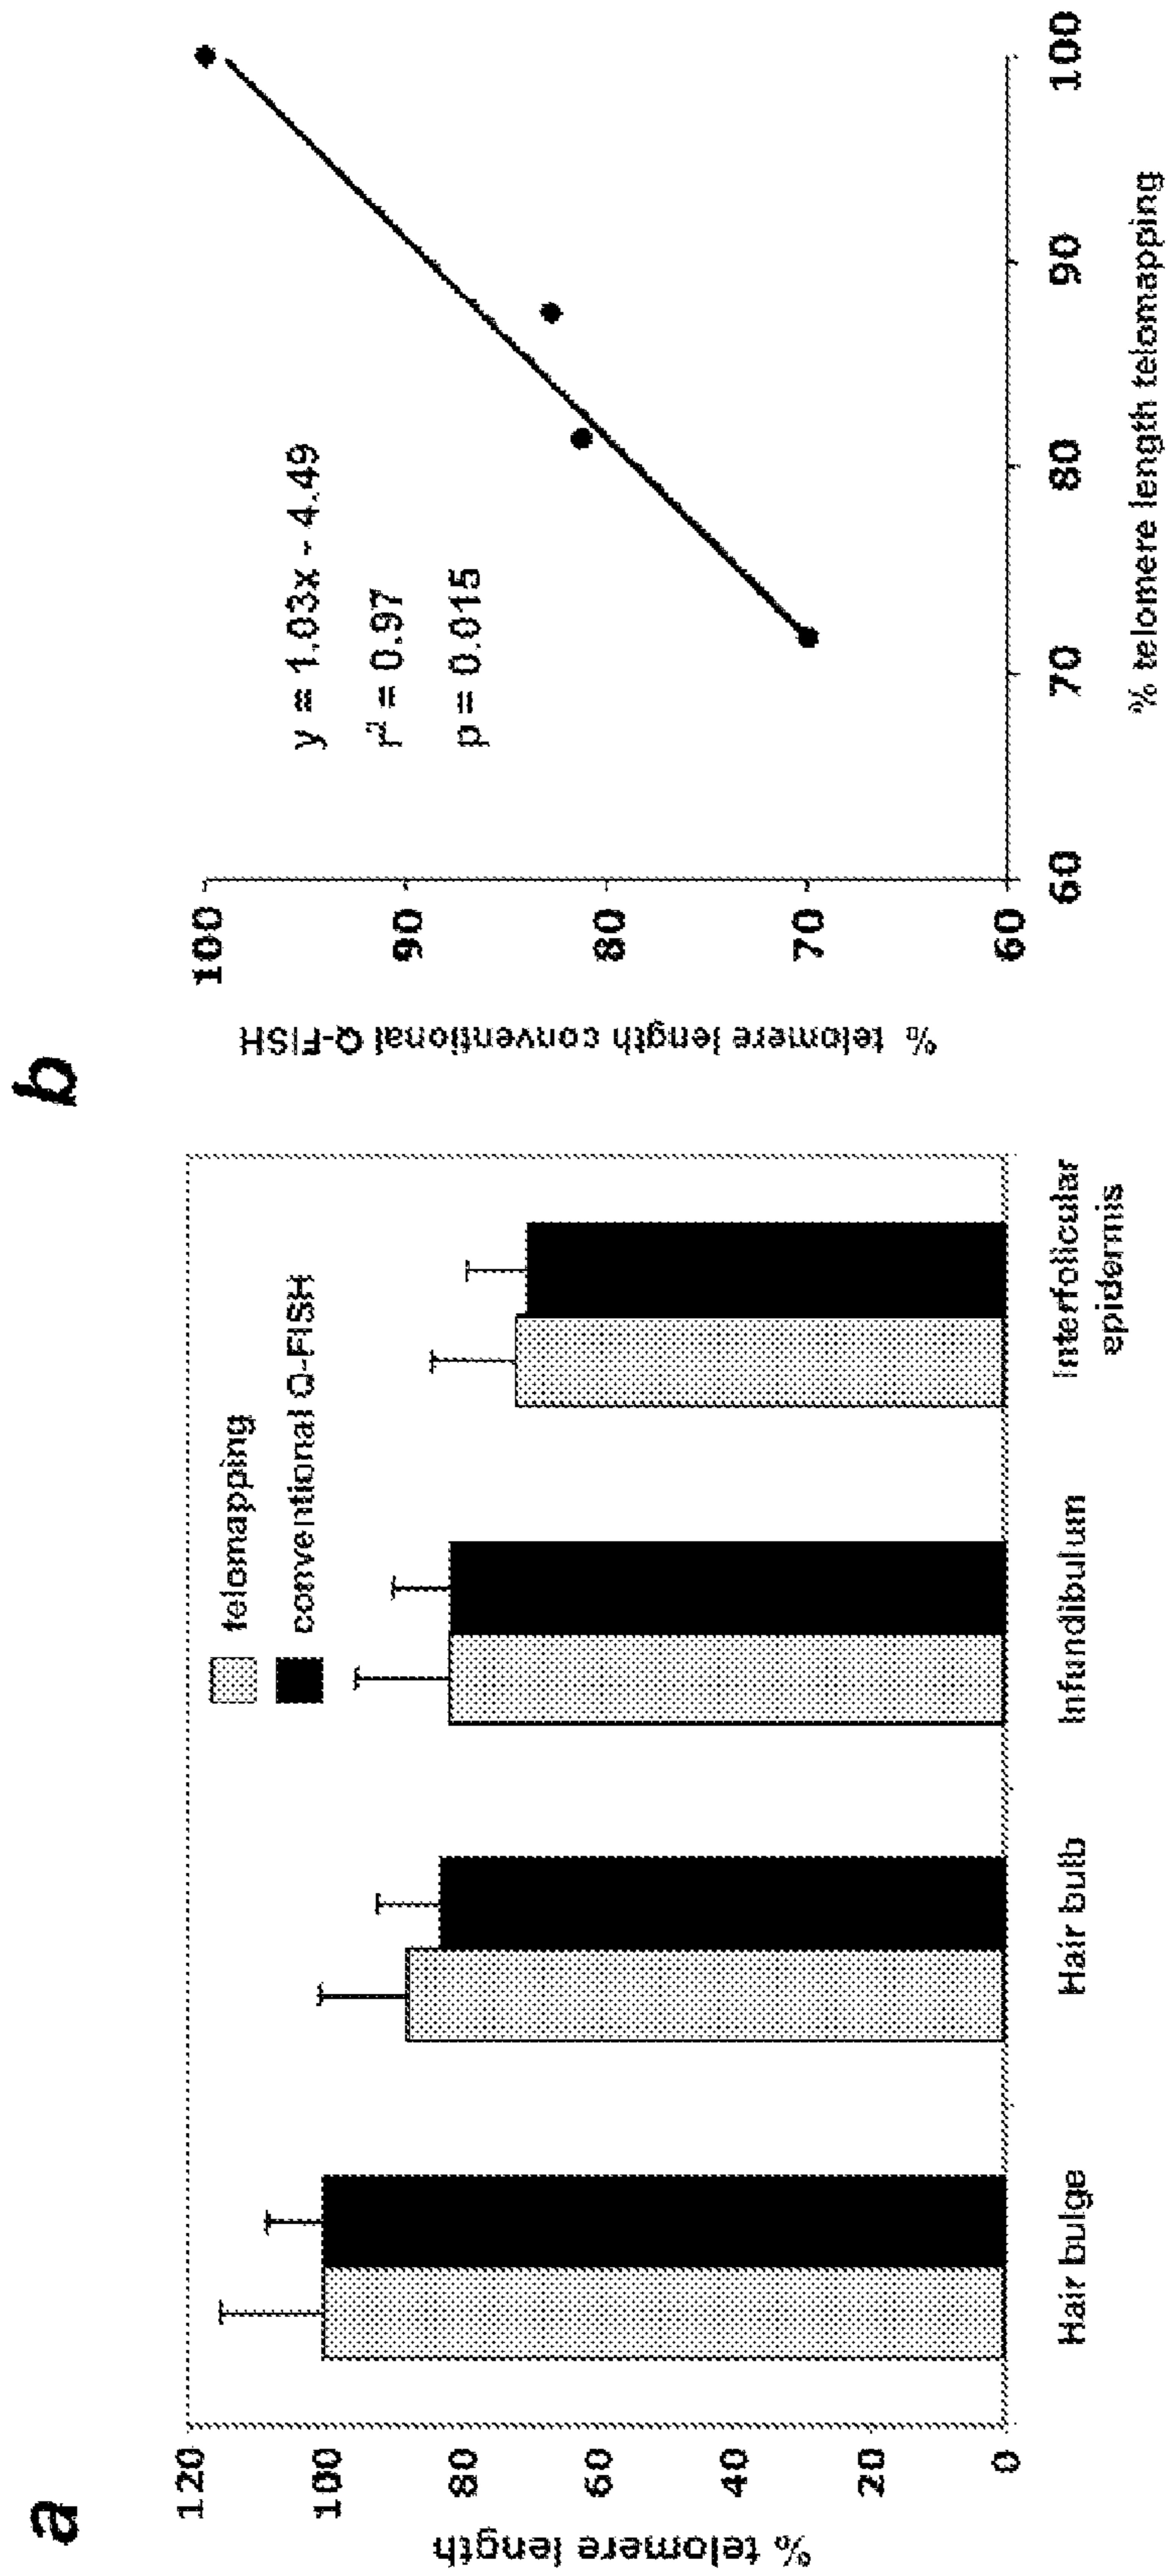 a
% telomere length
120
100
80
60
40
20
0
telomapping
conventional Q-FISH
Hair bulge
Hair bulb
Infundibulum
Interfolicular
epidermis
b
% telomere length conventional Q-FISH
100
90
80
70
60
y = 1.03x - 4.49
r² = 0.97
p = 0.015
60
70
80
90
100
% telomere length telomapping